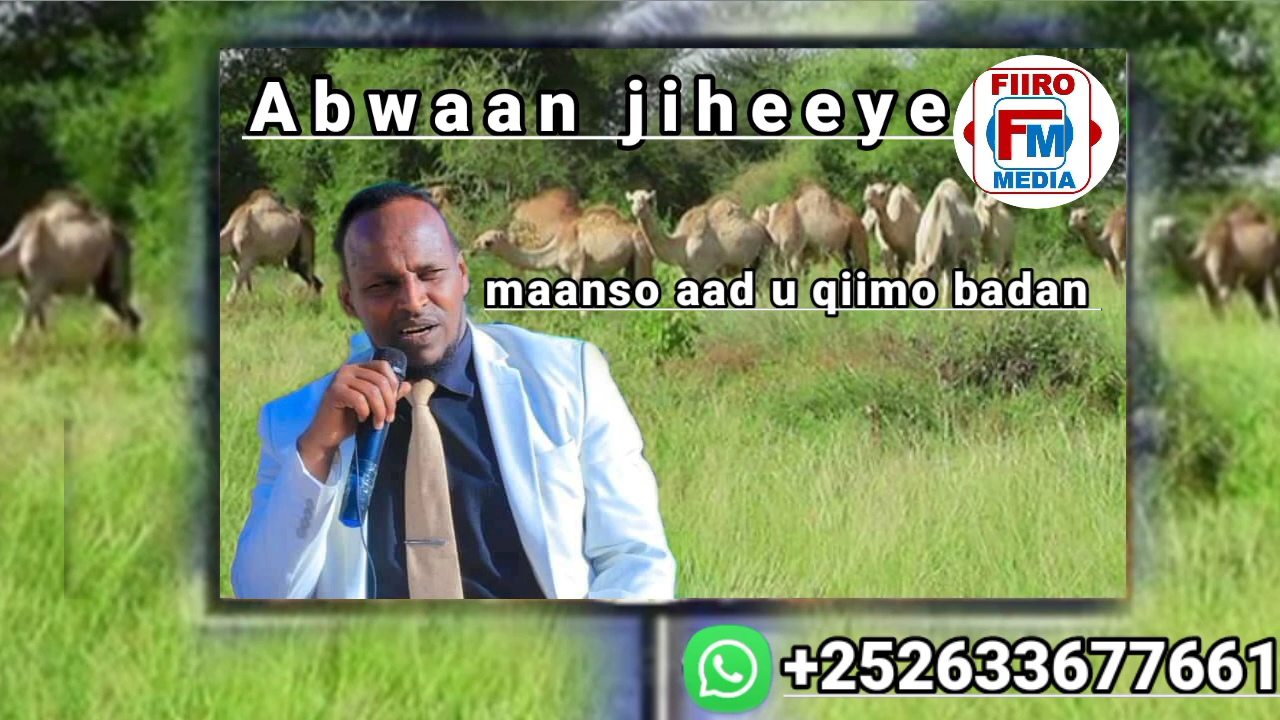 Abwaan jiheeye
FIIRO
FM
MEDIA
maanso aad u qiimo badan
+252633677661